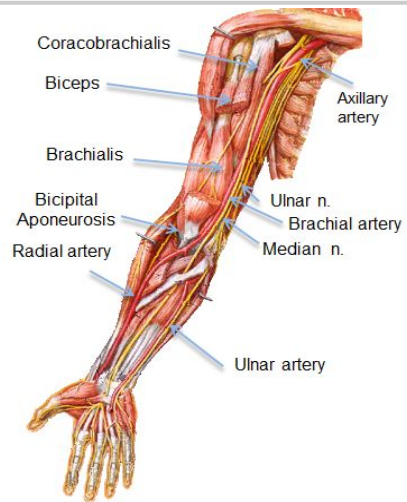 Coracobrachialis
Biceps
Axillary
artery
Brachialis
Bicipital
Aponeurosis
Ulnar n.
Brachial artery
Radial artery
Median n.
Ulnar artery